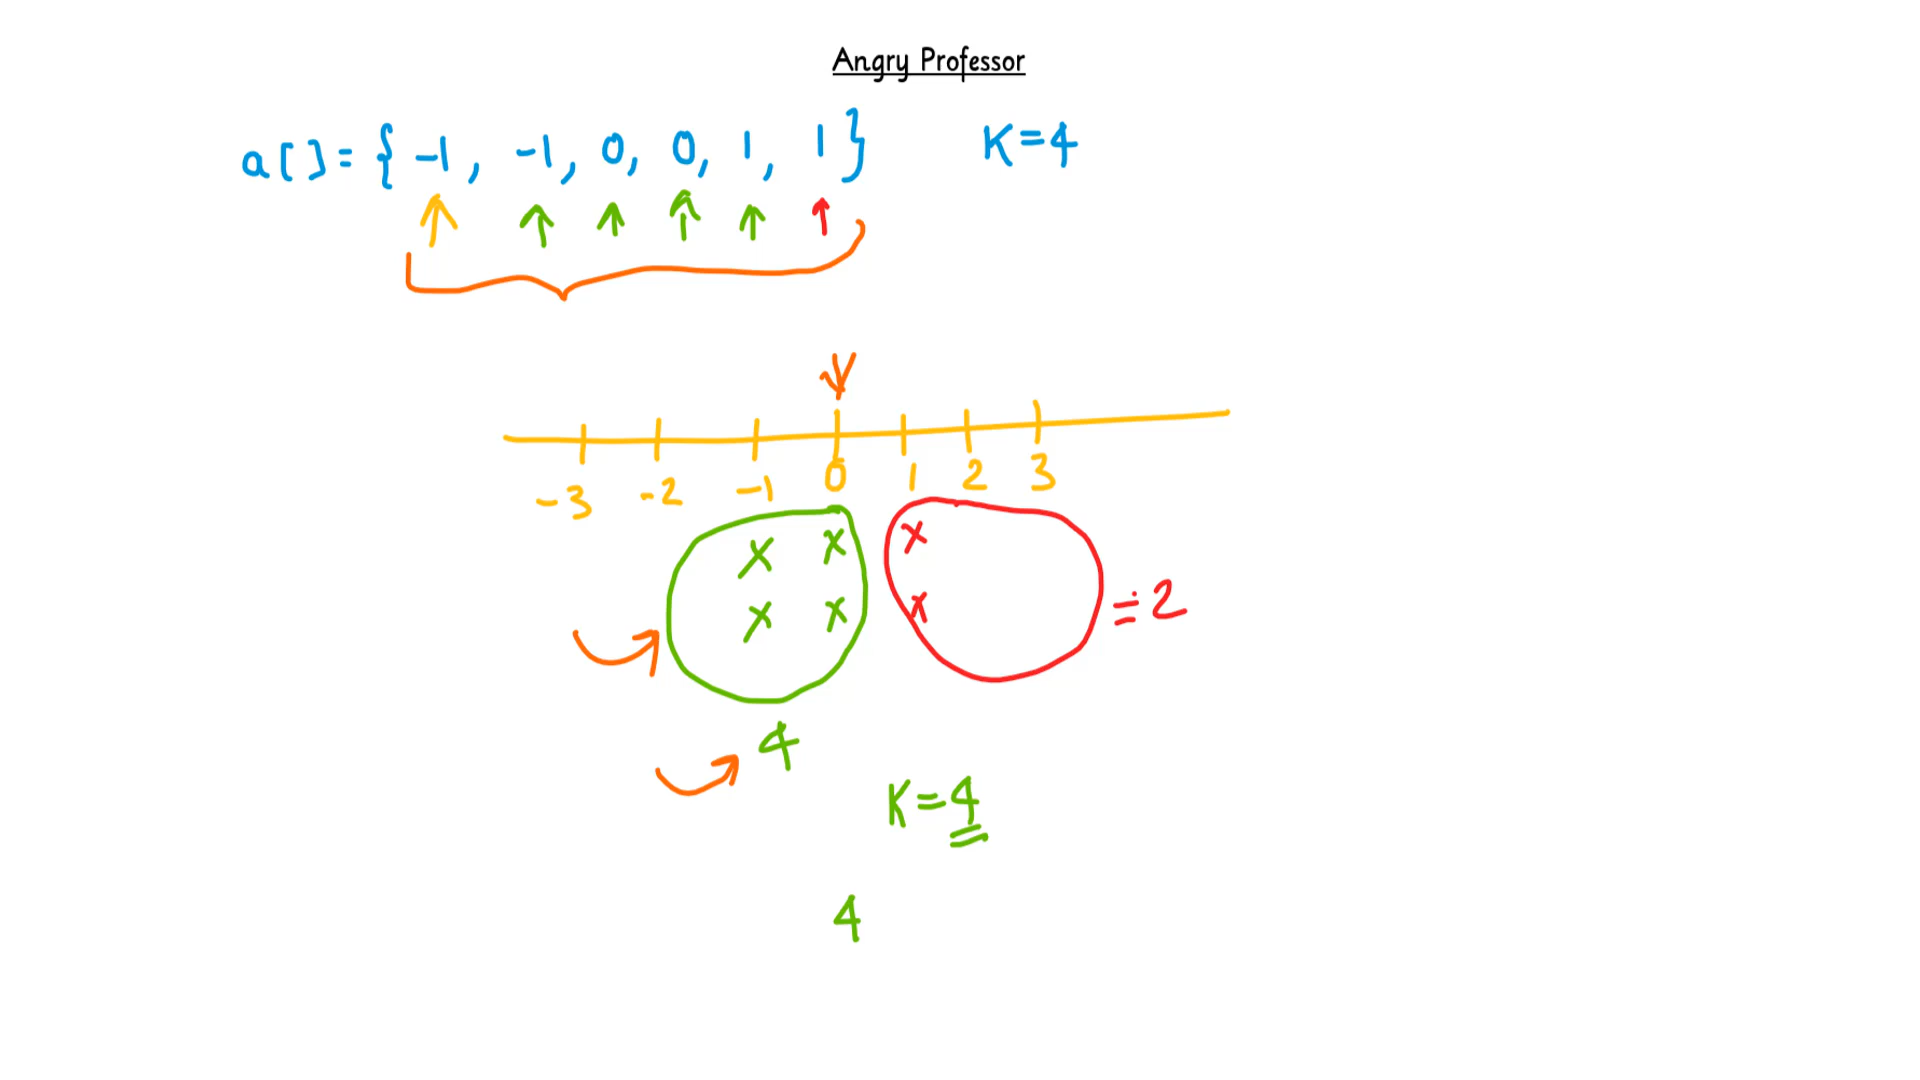 Angry Professor
a[]= { -1, -1, 0, 0, 1, 1 } K=4
-3 -2 -1 0 1 2 3
x x x
x x x = 2
4
K=4
4